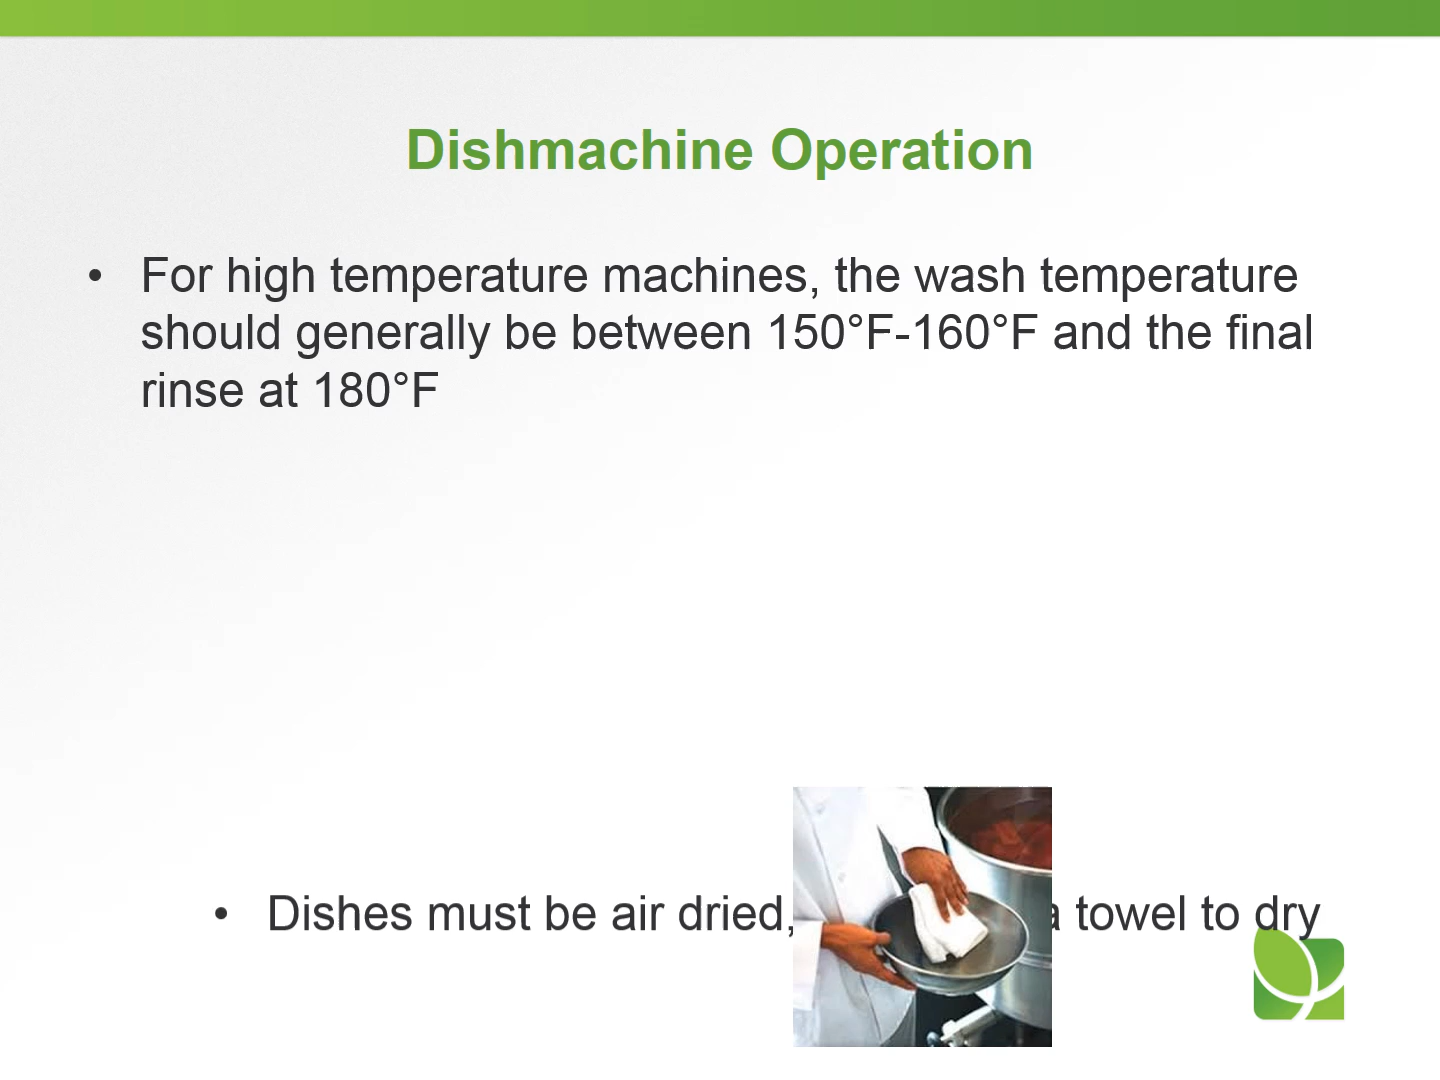 Dishmachine Operation
• For high temperature machines, the wash temperature
should generally be between 150°F-160°F and the final
rinse at 180°F
• Dishes must be air dried, a towel to dry